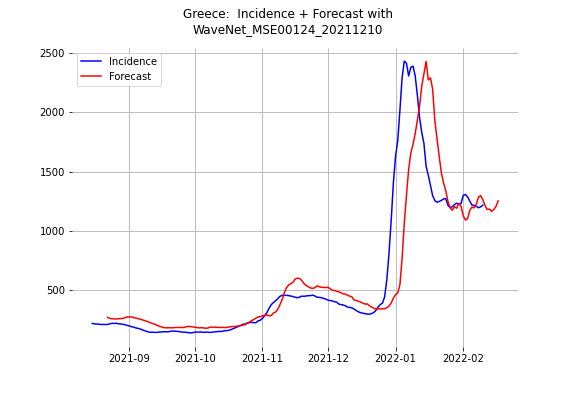 Greece:  Incidence + Forecast with
WaveNet_MSE00124_20211210
2500
Incidence
Forecast
2000
1500
1000
500
2021-09
2021-10
2021-11
2021-12
2022-01
2022-02